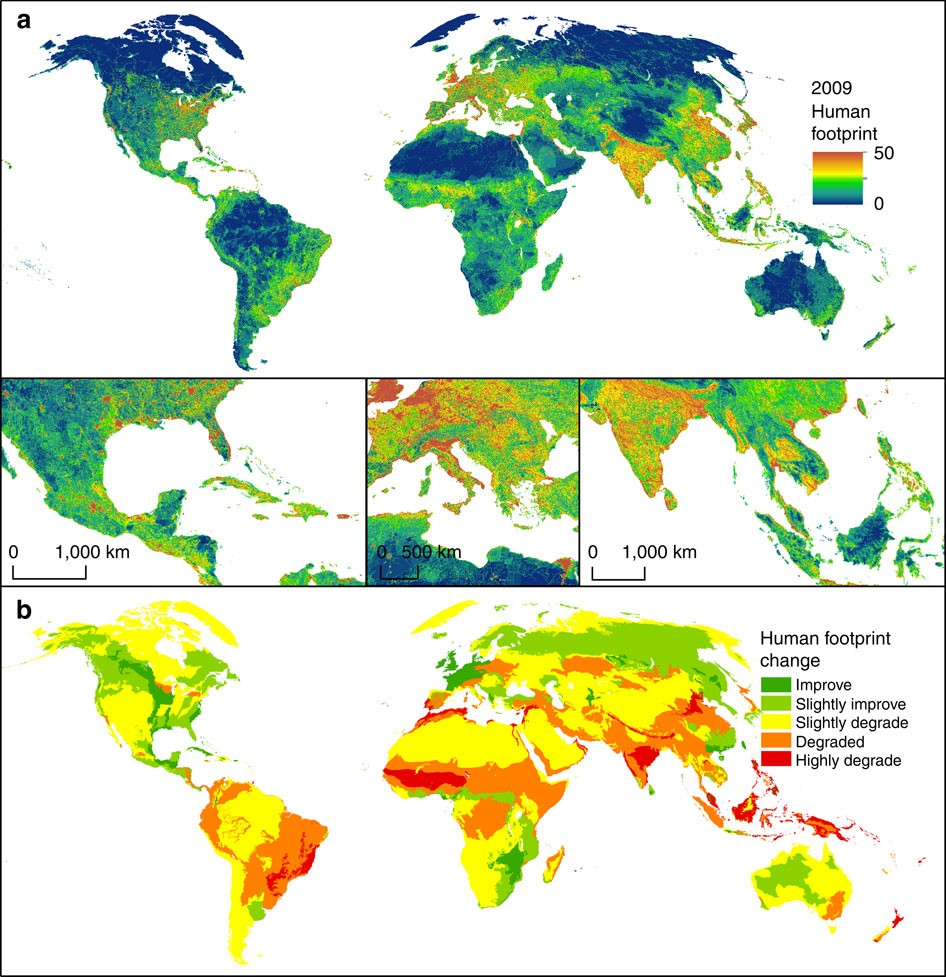 a
2009
Human
footprint
50
0
0 1,000 km
0 500 km
0 1,000 km
b
Human footprint
change
Improve
Slightly improve
Slightly degrade
Degraded
Highly degrade